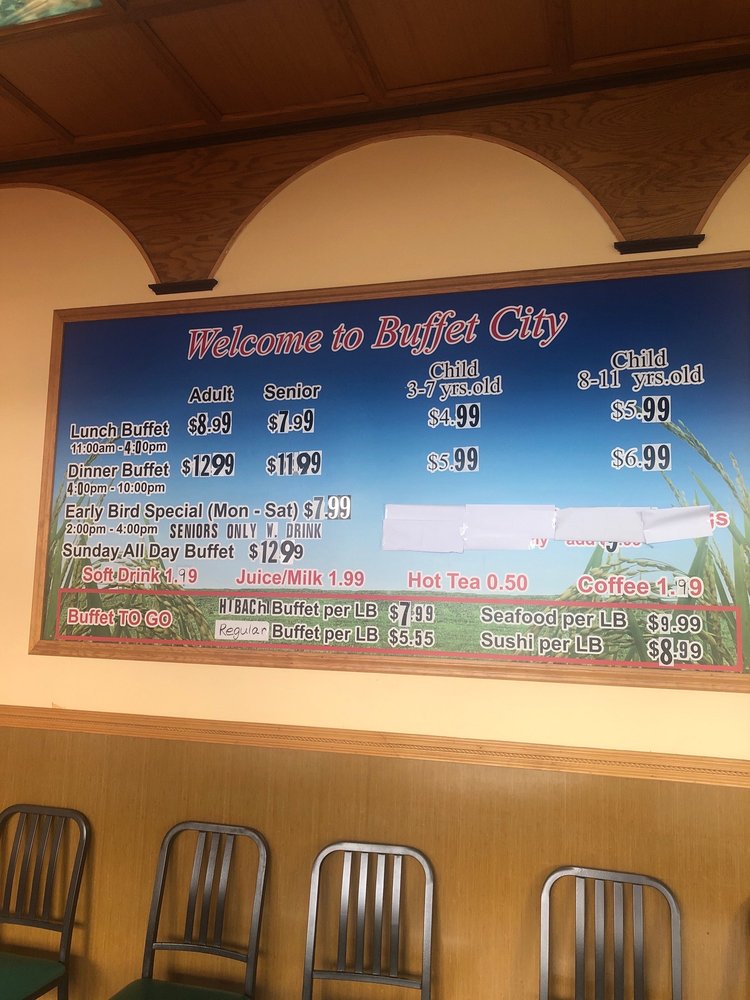 Welcome to Buffet City
Adult Senior Child 3-7 yrs.old Child 8-11 yrs.old
Lunch Buffet $8.99 $7.99 $4.99 $5.99
11:00am - 4:00pm
Dinner Buffet $12.99 $11.99 $5.99 $6.99
4:00pm - 10:00pm
Early Bird Special (Mon - Sat) $7.99
2:00pm - 4:00pm SENIORS ONLY W. DRINK
Sunday All Day Buffet $12.99
Soft Drink 1.99 Juice/Milk 1.99 Hot Tea 0.50 Coffee 1.99
Buffet TO GO
HIBACHi Buffet per LB $7.99 Seafood per LB $9.99
Regular Buffet per LB $5.55 Sushi per LB $8.99